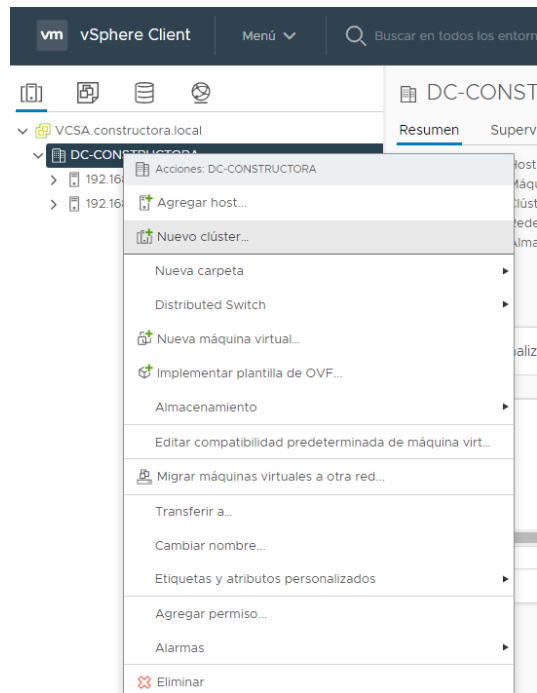 vm vSphere Client Menú Buscar en todos los entorn
DC-CONST
VCSA.constructora.local
Resumen Superv
DC-CONSTRUCTORA
Acciones: DC-CONSTRUCTORA
192.16
192.168
Agregar host...
Nuevo clúster...
Nueva carpeta
Distributed Switch
Nueva máquina virtual...
Implementar plantilla de OVF...
Almacenamiento
Editar compatibilidad predeterminada de máquina virt...
Migrar máquinas virtuales a otra red...
Transferir a...
Cambiar nombre...
Etiquetas y atributos personalizados
Agregar permiso...
Alarmas
Eliminar